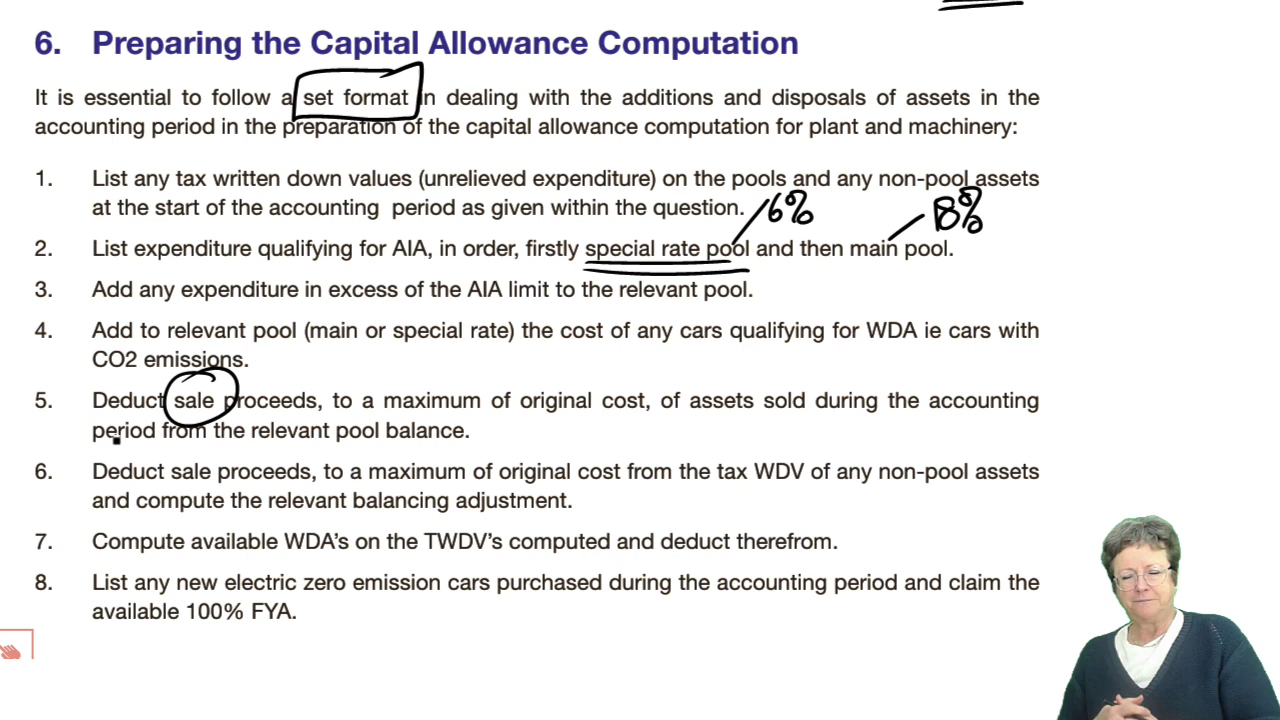 6. Preparing the Capital Allowance Computation
It is essential to follow a set format in dealing with the additions and disposals of assets in the
accounting period in the preparation of the capital allowance computation for plant and machinery:
1. List any tax written down values (unrelieved expenditure) on the pools and any non-pool assets
at the start of the accounting period as given within the question.
6%
18%
2. List expenditure qualifying for AIA, in order, firstly special rate pool and then main pool.
3. Add any expenditure in excess of the AIA limit to the relevant pool.
4. Add to relevant pool (main or special rate) the cost of any cars qualifying for WDA ie cars with
CO2 emissions.
5. Deduct sale proceeds, to a maximum of original cost, of assets sold during the accounting
period from the relevant pool balance.
6. Deduct sale proceeds, to a maximum of original cost from the tax WDV of any non-pool assets
and compute the relevant balancing adjustment.
7. Compute available WDA's on the TWDV's computed and deduct therefrom.
8. List any new electric zero emission cars purchased during the accounting period and claim the
available 100% FYA.